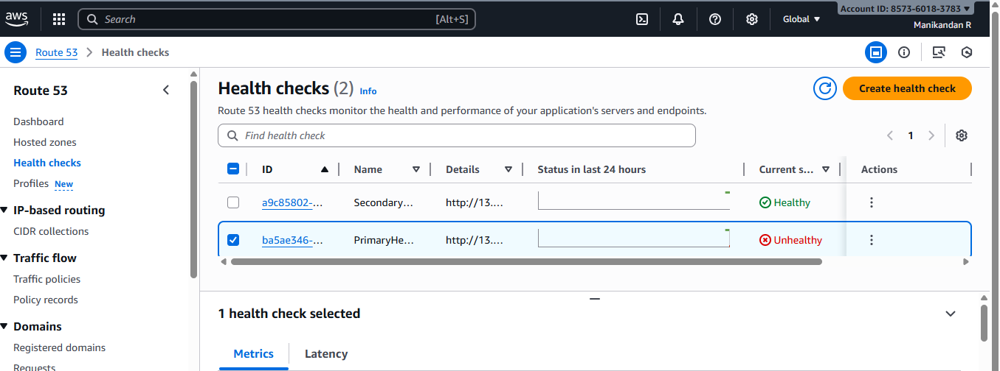 aws Search [Alt+S] Global Account ID: 8573-6018-3783
Manikandan R
Route 53 Health checks
Route 53
Dashboard
Hosted zones
Health checks
Profiles New
IP-based routing
CIDR collections
Traffic flow
Traffic policies
Policy records
Domains
Registered domains
Requests
Health checks (2) Info
Create health check
Route 53 health checks monitor the health and performance of your application's servers and endpoints.
Find health check
1
ID Name Details Status in last 24 hours Current s... Actions
a9c85802-... Secondary... http://13.... Healthy
ba5ae346-... PrimaryHe... http://13.... Unhealthy
1 health check selected
Metrics Latency